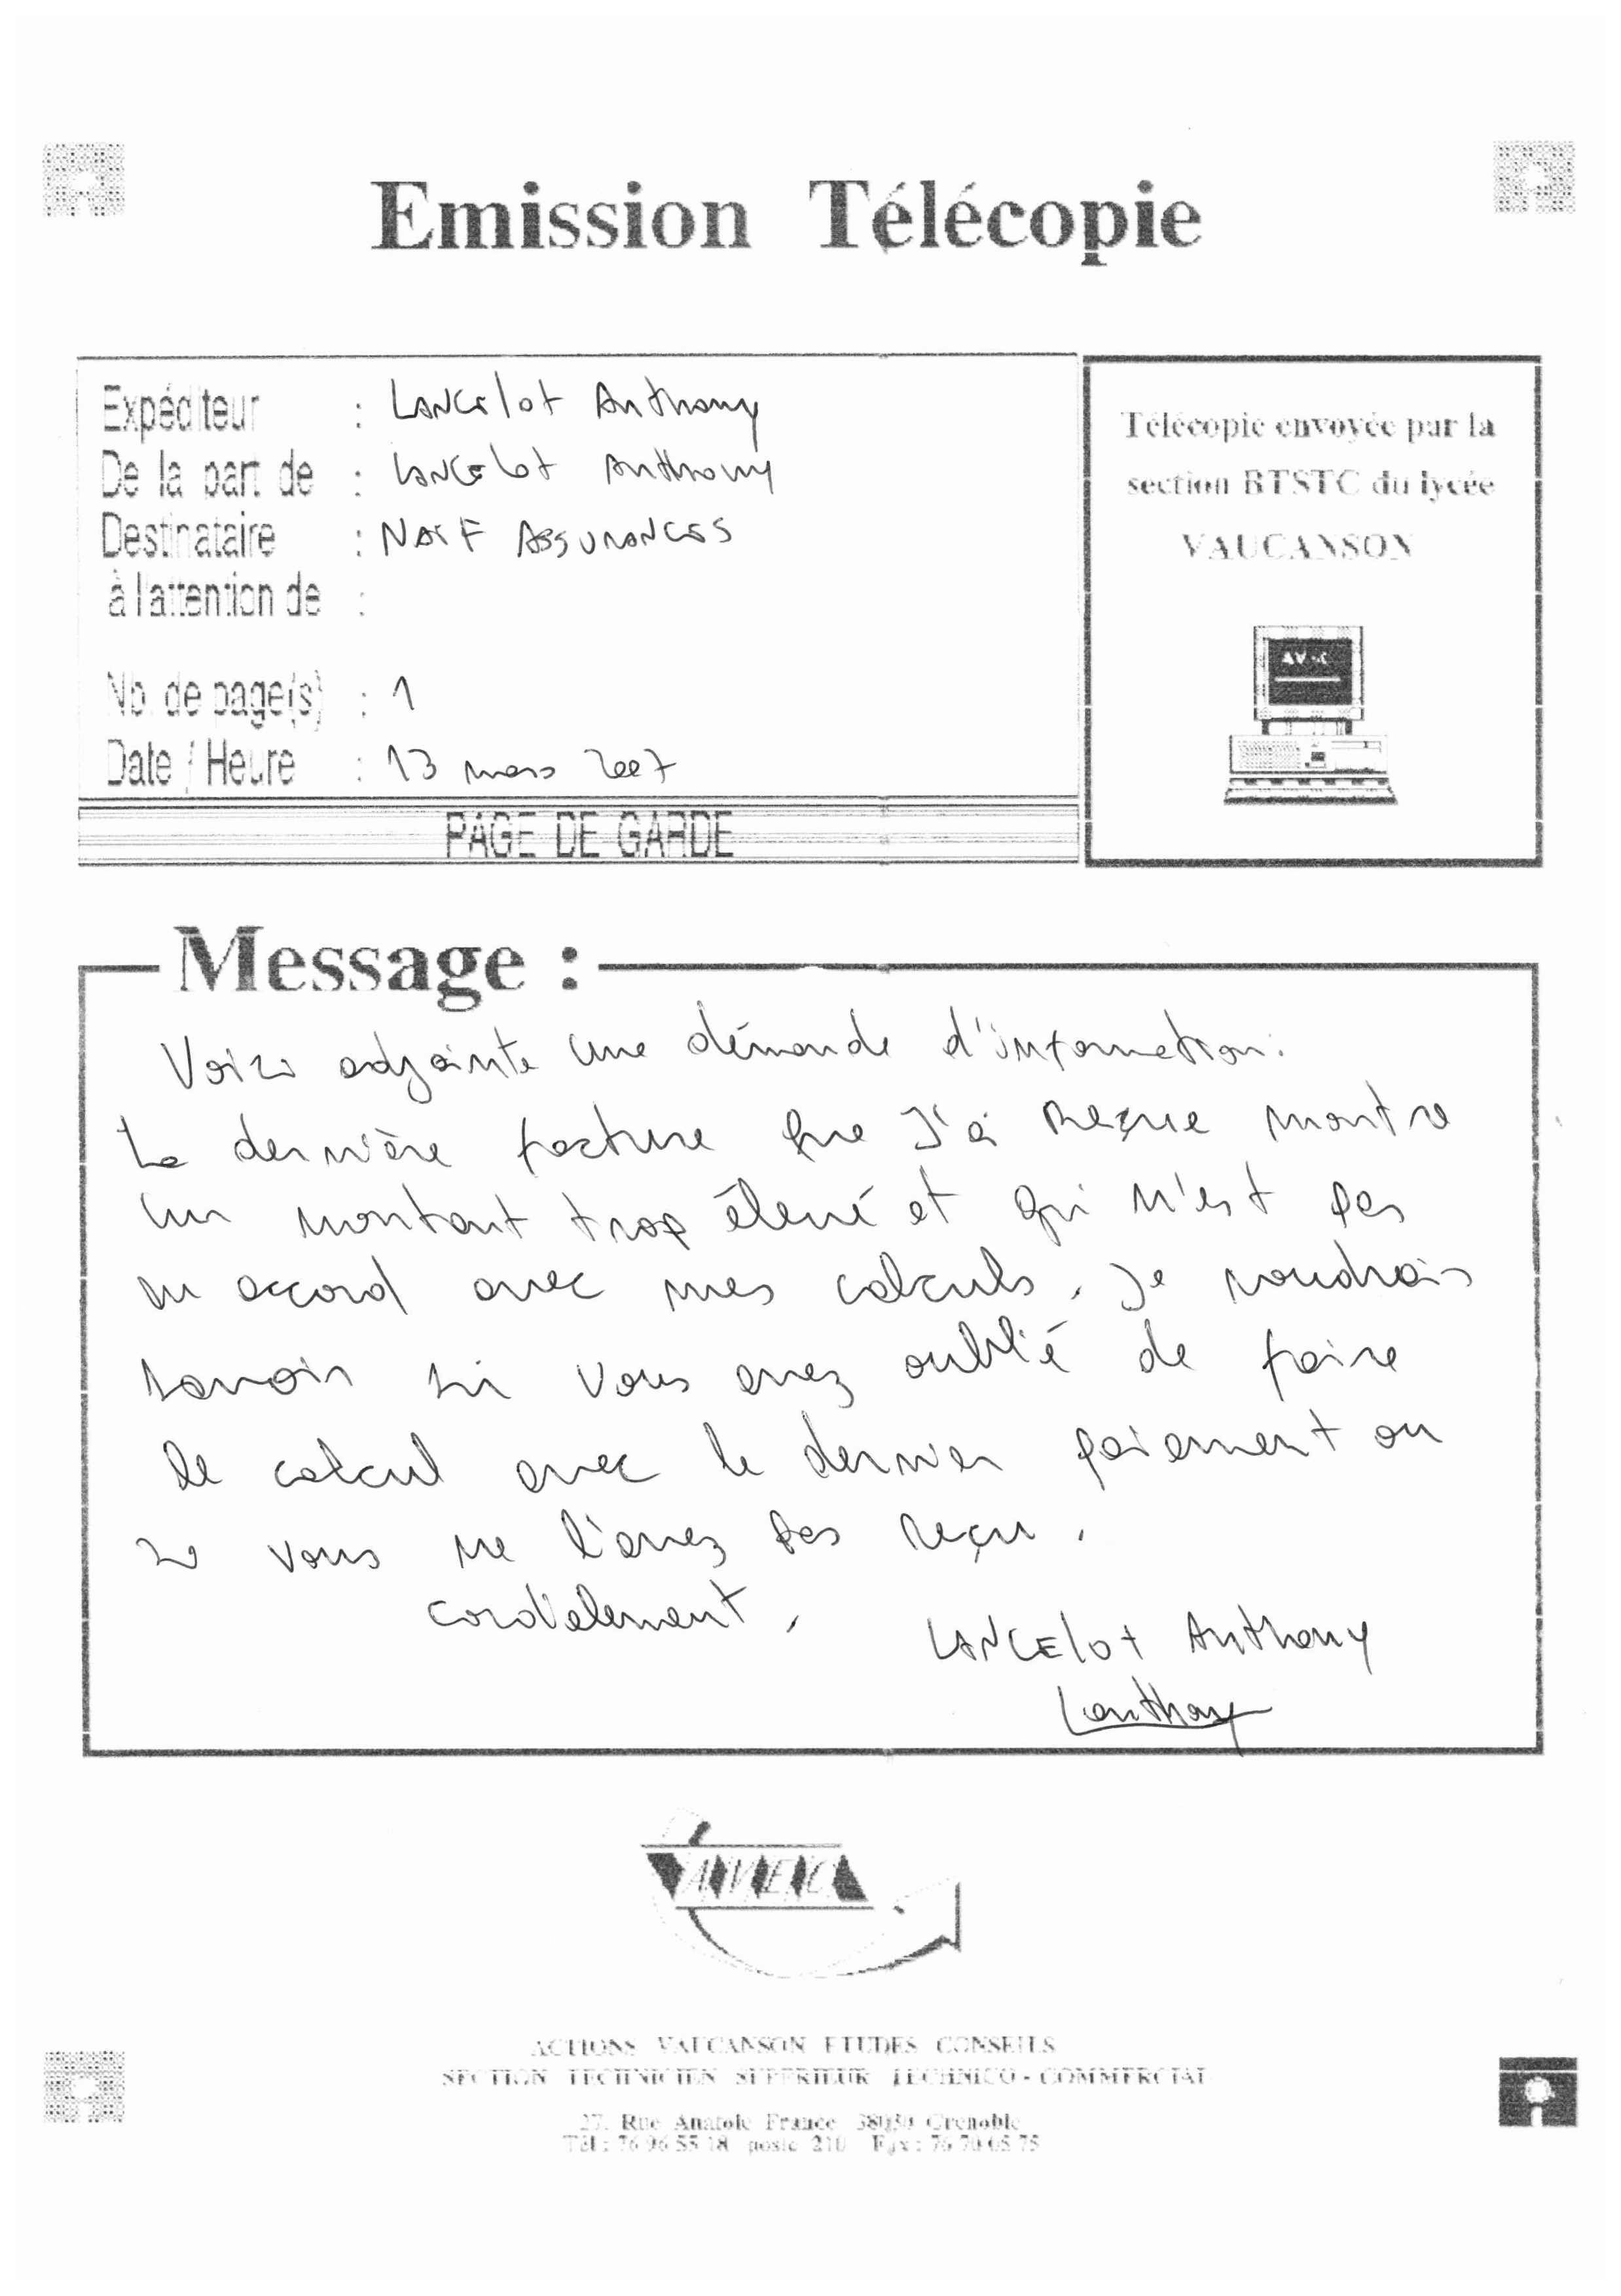 Emission Télécopie
Expéditeur : Lancelot Anthony
De la part de : Lancelot Anthony
Destinataire : NAIF ASSURANCES
à l'attention de :
Nb. de page(s) : 1
Date / Heure : 13 mars 2007
PAGE DE GARDE
Télécopie envoyée par la
section BTSTC du lycée
VAUCANSON
Message :
Voici adjointe une démande d'information.
La dernière facture que J'ai reçue montre
un montant trop élevé et qui n'est pas
en accord avec mes calculs. Je voudrais
savoir si vous avez oublié de faire
le calcul avec le dernier paiement ou
si vous ne l'avez pas reçu.
cordialement,
LANCELOT Anthony
Lanthony
AVEC
ACTIONS VAUCANSON ETUDES CONSEILS
SECTION TECHNICIEN SUPERIEUR TECHNICO - COMMERCIAL
27, Rue Anatole France 38030 Grenoble
Tél : 76 96 55 18 poste 210 Fax : 76 70 05 75